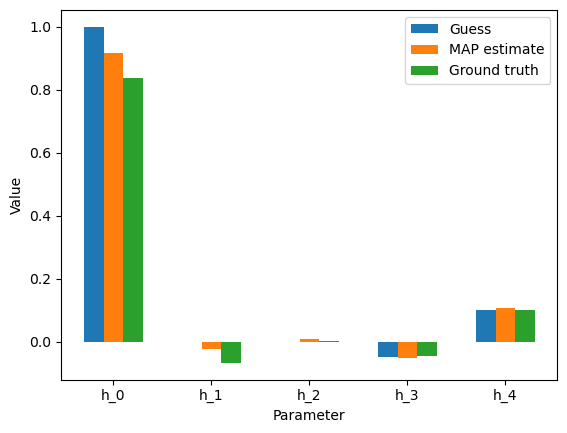 1.0
0.8
0.6
0.4
0.2
0.0
Value
Guess
MAP estimate
Ground truth
h_0 h_1 h_2 h_3 h_4
Parameter